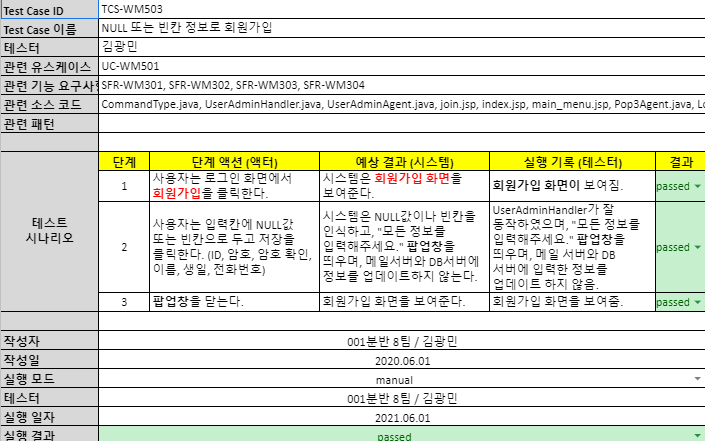 Test Case ID TCS-WM503
Test Case 이름 NULL 또는 빈칸 정보로 회원가입
테스터 김광민
관련 유스케이스 UC-WM501
관련 기능 요구사항 SFR-WM301, SFR-WM302, SFR-WM303, SFR-WM304
관련 소스 코드 CommandType.java, UserAdminHandler.java, UserAdminAgent.java, join.jsp, index.jsp, main_menu.jsp, Pop3Agent.java,
관련 패턴
테스트
시나리오
단계 단계 액션 (액터) 예상 결과 (시스템) 실행 기록 (테스터) 결과
1
사용자는 로그인 화면에서
회원가입을 클릭한다.
시스템은 회원가입 화면을
보여준다.
회원가입 화면이 보여짐.
passed
2
사용자는 입력칸에 NULL값
또는 빈칸으로 두고 저장을
클릭한다. (ID, 암호, 암호 확인,
이름, 생일, 전화번호)
시스템은 NULL값이나 빈칸을
인식하고, "모든 정보를
입력해주세요." 팝업창을
띄우며, 메일서버와 DB서버에
정보를 업데이트하지 않는다.
UserAdminHandler가 잘
동작하였으며, "모든 정보를
입력해주세요." 팝업창을
띄우며, 메일 서버와 DB
서버에 입력한 정보를
업데이트 하지 않음.
passed
3
팝업창을 닫는다.
회원가입 화면을 보여준다.
회원가입 화면을 보여줌.
passed
작성자 001분반 8팀 / 김광민
작성일 2020.06.01
실행 모드 manual
테스터 001분반 8팀 / 김광민
실행 일자 2021.06.01
실행 결과 passed